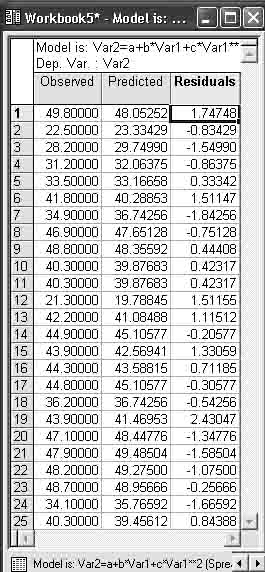 Workbook5* - Model is: ...
Model is: Var2=a+b*Var1+c*Var1**
Dep. Var. : Var2
Observed Predicted Residuals
1 49.80000 48.05252 1.74748
2 22.50000 23.33429 -0.83429
3 28.20000 29.74990 -1.54990
4 31.20000 32.06375 -0.86375
5 33.50000 33.16658 0.33342
6 41.80000 40.28853 1.51147
7 34.90000 36.74256 -1.84256
8 46.90000 47.65128 -0.75128
9 48.80000 48.35592 0.44408
10 40.30000 39.87683 0.42317
11 40.30000 39.87683 0.42317
12 21.30000 19.78845 1.51155
13 42.20000 41.08488 1.11512
14 44.90000 45.10577 -0.20577
15 43.90000 42.56941 1.33059
16 44.30000 43.58815 0.71185
17 44.80000 45.10577 -0.30577
18 36.20000 36.74256 -0.54256
19 43.90000 41.46953 2.43047
20 47.10000 48.44776 -1.34776
21 47.90000 49.48504 -1.58504
22 48.20000 49.27500 -1.07500
23 48.70000 48.95666 -0.25666
24 34.10000 35.76592 -1.66592
25 40.30000 39.45612 0.84388
Model is: Var2=a+b*Var1+c*Var1**2 (Spre